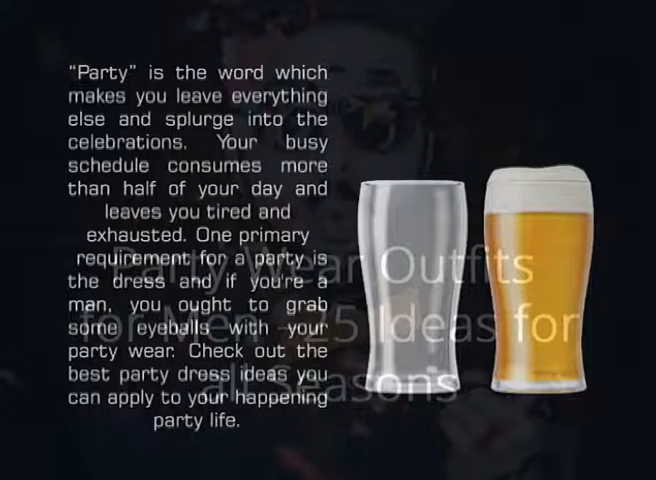 “Party” is the word which
makes you leave everything
else and splurge into the
celebrations. Your busy
schedule consumes more
than half of your day and
leaves you tired and
exhausted. One primary
requirement for a party is
the dress and if you're a
man, you ought to grab
some eyeballs with your
party wear. Check out the
best party dress ideas you
can apply to your happening
party life.
Party Wear Outfits
for Men - 25 Ideas for
all Seasons